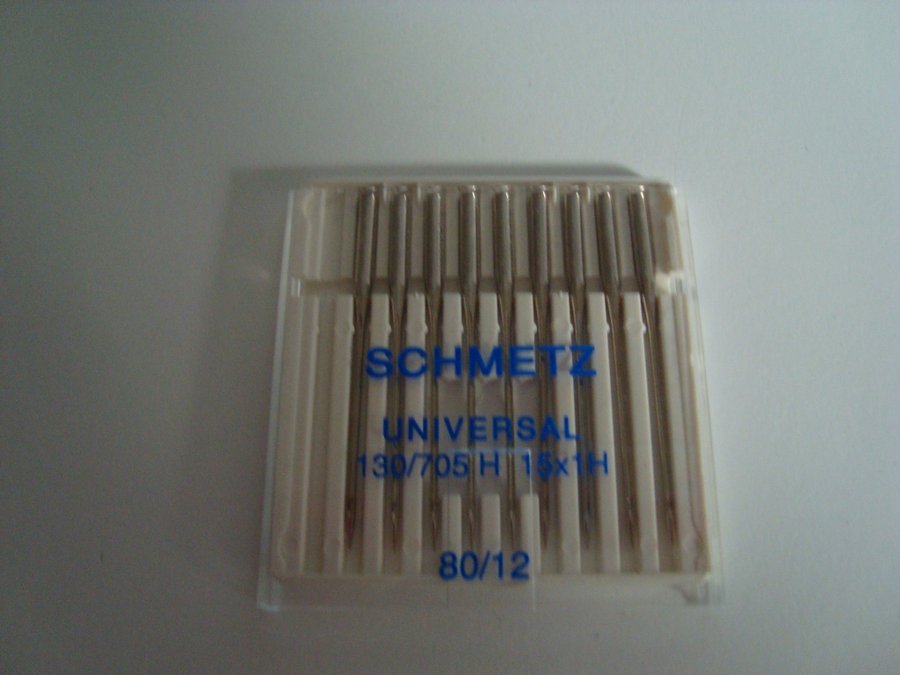 SCHMETZ
UNIVERSAL
130/705 H 15x1H
80/12